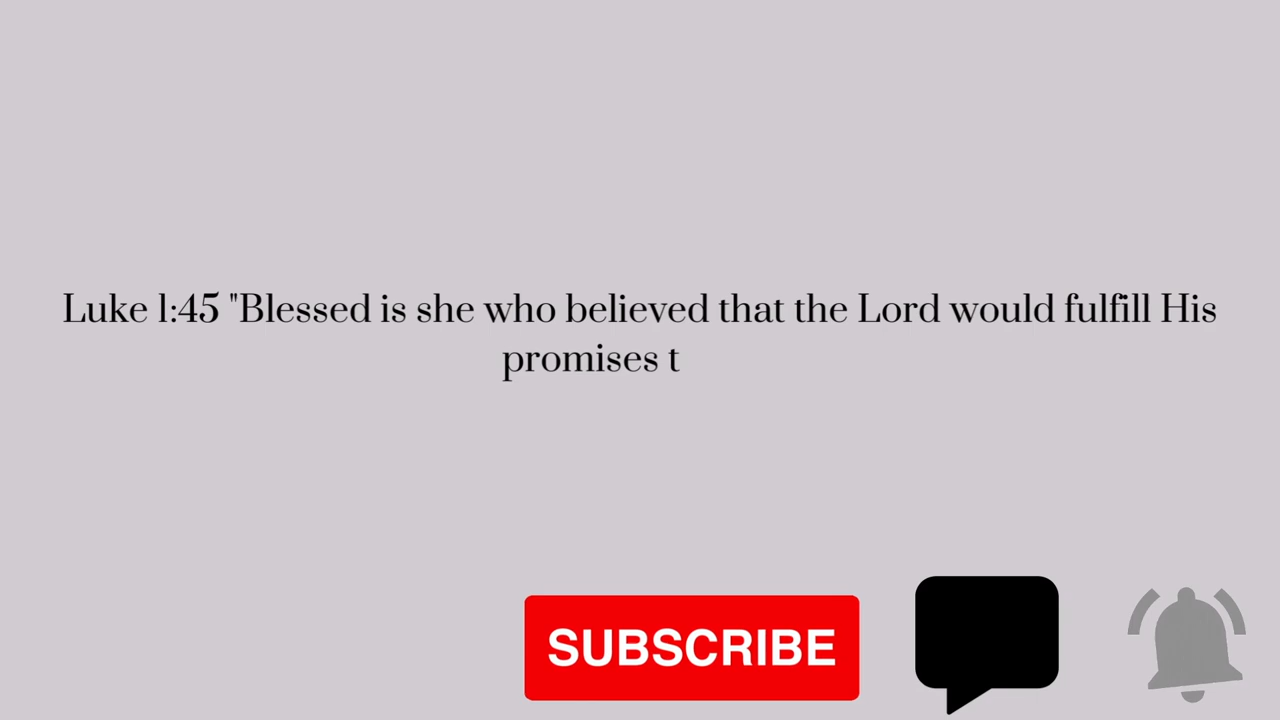 Luke 1:45 "Blessed is she who believed that the Lord would fulfill His
promises t
SUBSCRIBE